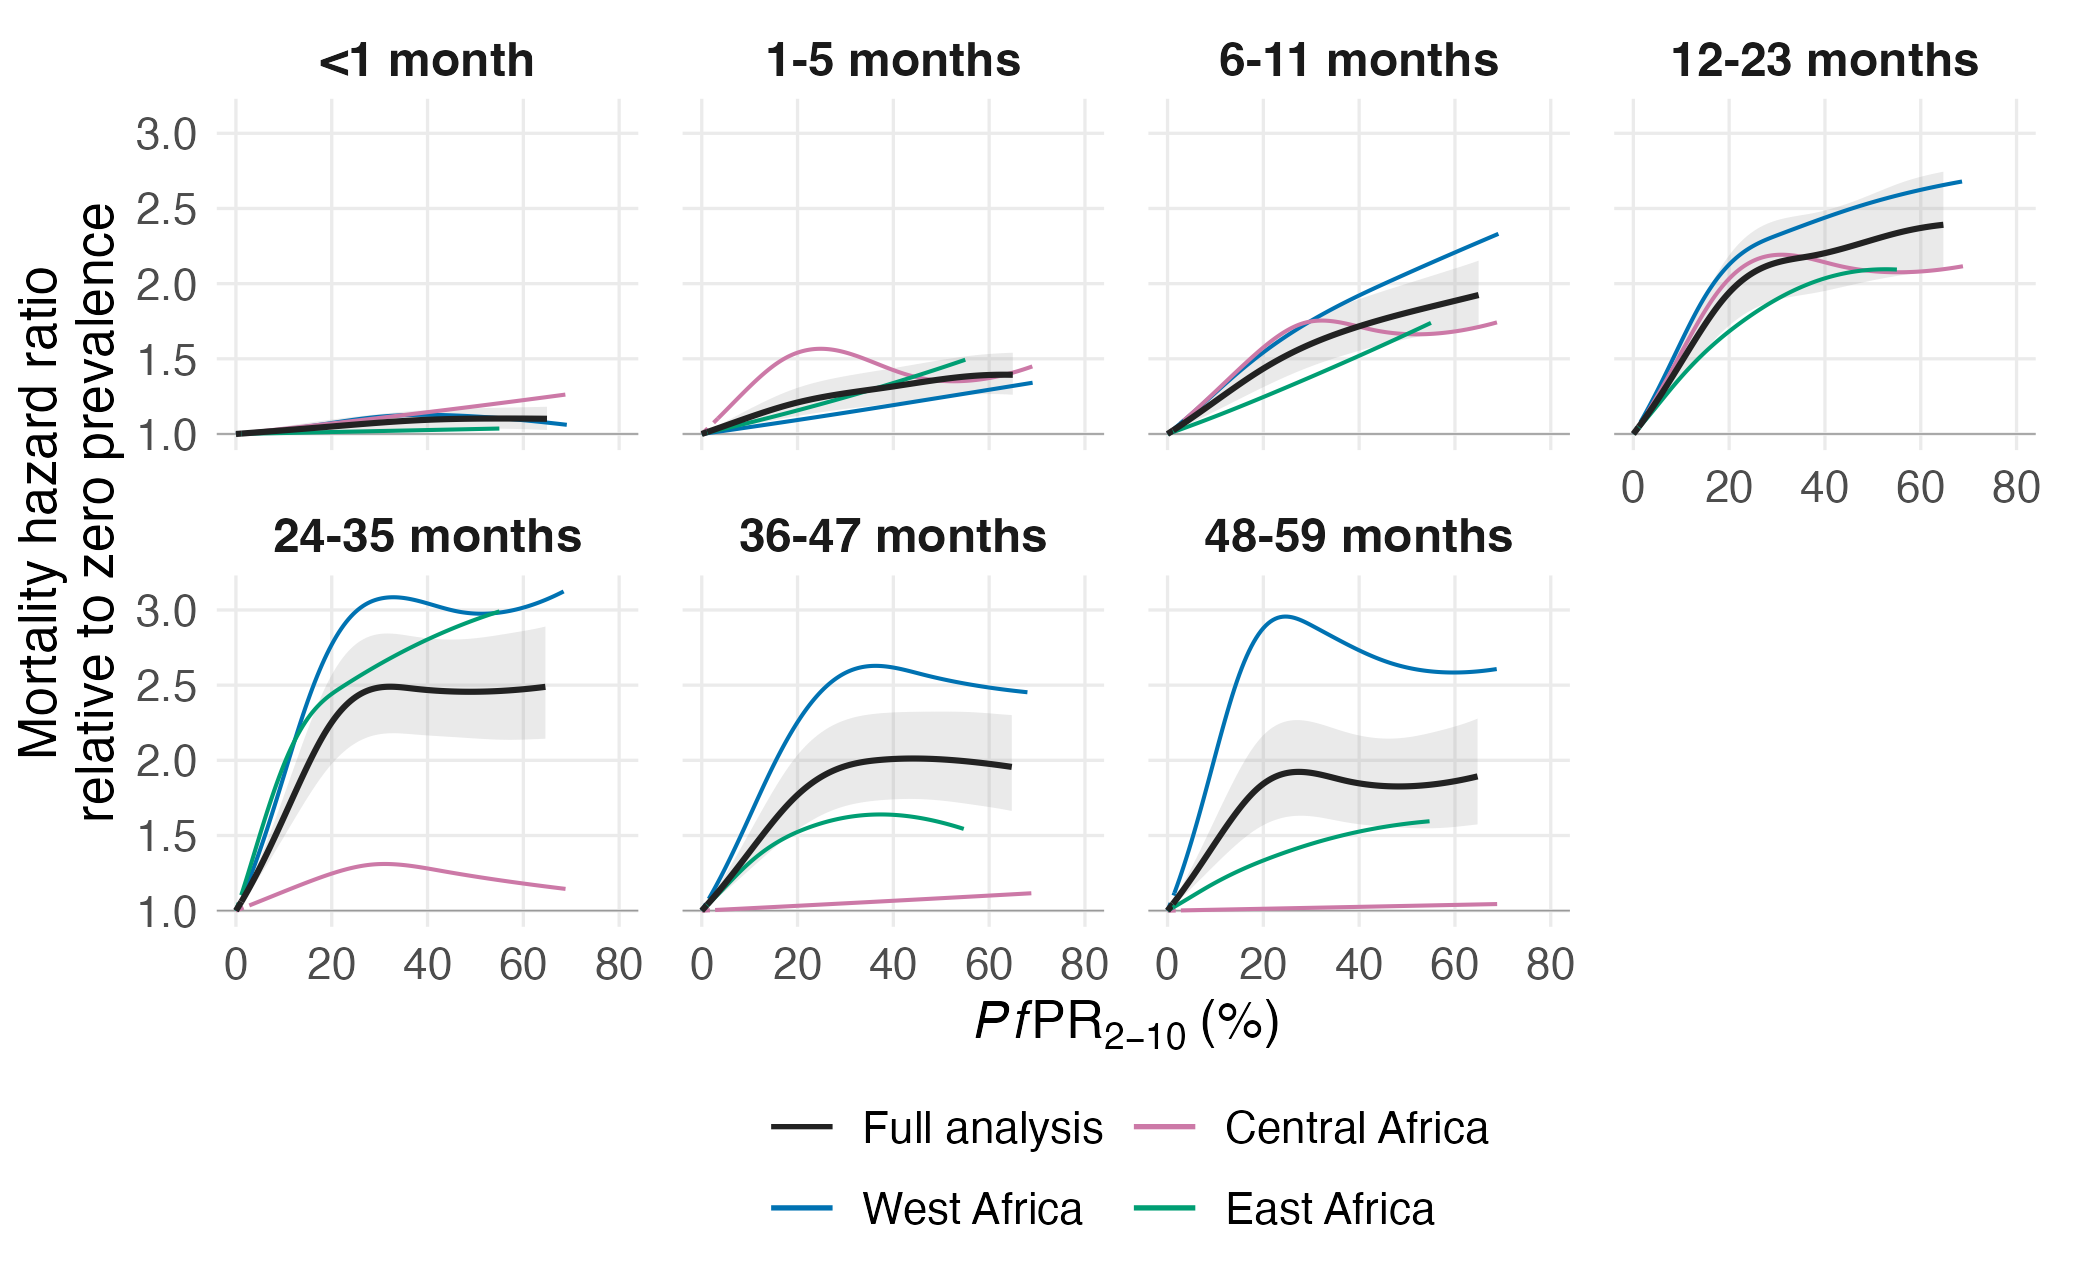 <1 month
1-5 months
6-11 months
12-23 months
3.0
2.5
2.0
1.5
1.0
0 20 40 60 80
Mortality hazard ratio
relative to zero prevalence
24-35 months
36-47 months
48-59 months
3.0
2.5
2.0
1.5
1.0
0 20 40 60 80
0 20 40 60 80
0 20 40 60 80
PfPR2−10 (%)
Full analysis
Central Africa
West Africa
East Africa